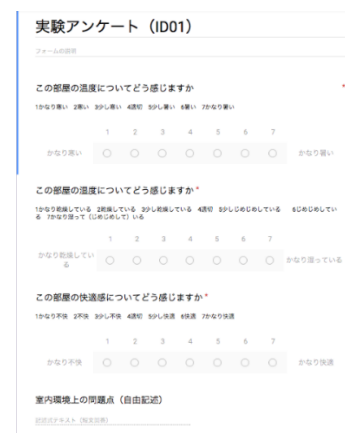 実験アンケート（ID01）
フォームの説明
この部屋の温度についてどう感じますか *
1かなり寒い 2寒い 3少し寒い 4適切 5少し暑い 6暑い 7かなり暑い
1 2 3 4 5 6 7
かなり寒い かなり暑い
この部屋の湿度についてどう感じますか *
1かなり乾燥している 2乾燥している 3少し乾燥している 4適切 5少しじめじめしている 6じめじめしてい
る 7かなり湿って（じめじめして）いる
1 2 3 4 5 6 7
かなり乾燥してい
る
かなり湿っている
この部屋の快適感についてどう感じますか *
1かなり不快 2不快 3少し不快 4適切 5少し快適 6快適 7かなり快適
1 2 3 4 5 6 7
かなり不快 かなり快適
室内環境上の問題点（自由記述）
記述式テキスト（短文回答）